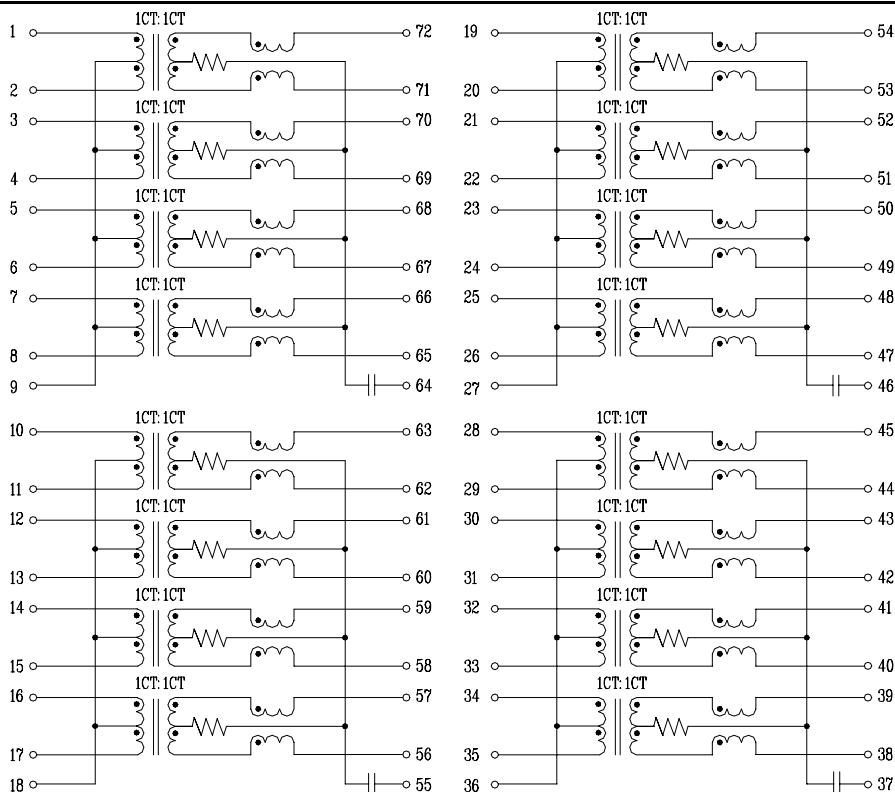 1CT:1CT 1CT:1CT
1 72 19 54
2 71 20 53
1CT:1CT 1CT:1CT
3 70 21 52
4 69 22 51
1CT:1CT 1CT:1CT
5 68 23 50
6 67 24 49
1CT:1CT 1CT:1CT
7 66 25 48
8 65 26 47
9 64 27 46
1CT:1CT 1CT:1CT
10 63 28 45
11 62 29 44
1CT:1CT 1CT:1CT
12 61 30 43
13 60 31 42
1CT:1CT 1CT:1CT
14 59 32 41
15 58 33 40
1CT:1CT 1CT:1CT
16 57 34 39
17 56 35 38
18 55 36 37